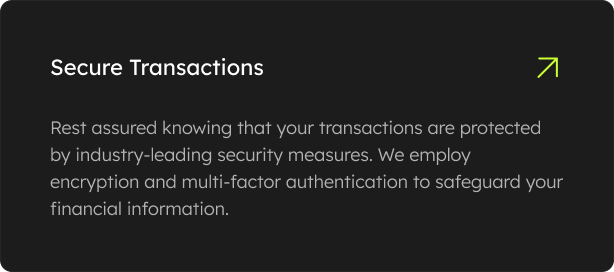 Secure Transactions
Rest assured knowing that your transactions are protected
by industry-leading security measures. We employ
encryption and multi-factor authentication to safeguard your
financial information.